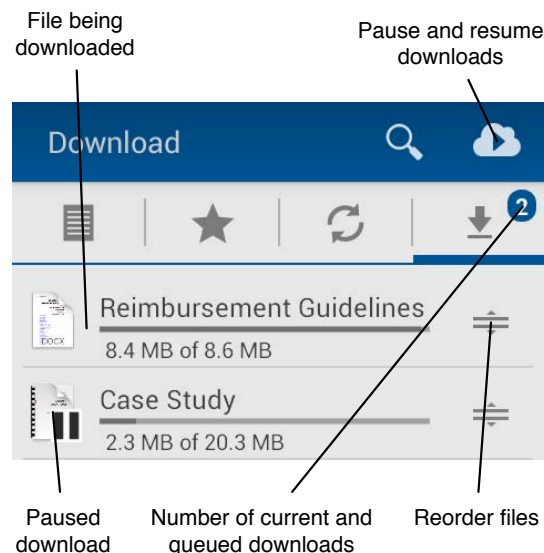 File being
downloaded
Pause and resume
downloads
Download
2
Reimbursement Guidelines
DOCX
8.4 MB of 8.6 MB
Case Study
2.3 MB of 20.3 MB
Paused
download
Number of current and
queued downloads
Reorder files